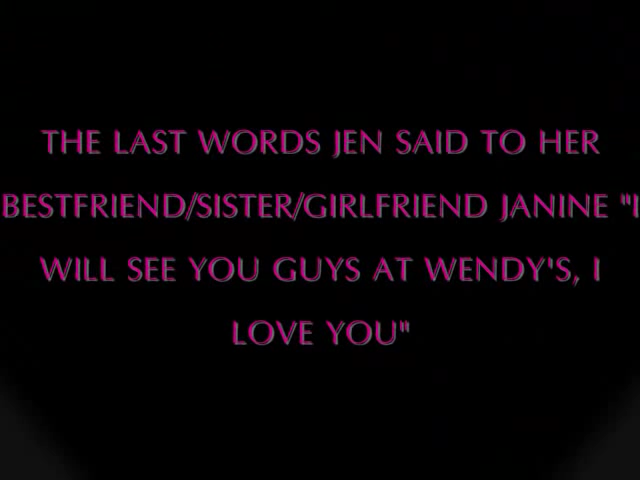 THE LAST WORDS JEN SAID TO HER
BESTFRIEND/SISTER/GIRLFRIEND JANINE "I
WILL SEE YOU GUYS AT WENDY'S, I
LOVE YOU"